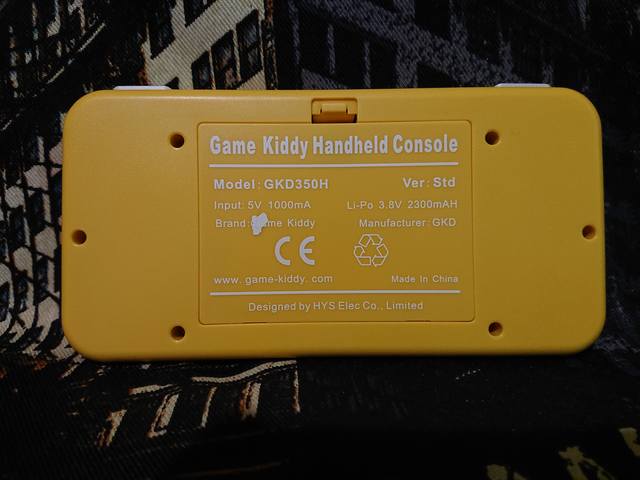 Game Kiddy Handheld Console
Model: GKD350H Ver: Std
Input: 5V 1000mA Li-Po 3.8V 2300mAH
Brand: Kiddy Manufacturer: GKD
CE
www.game-kiddy.com Made In China
Designed by HYS Elec Co., Limited